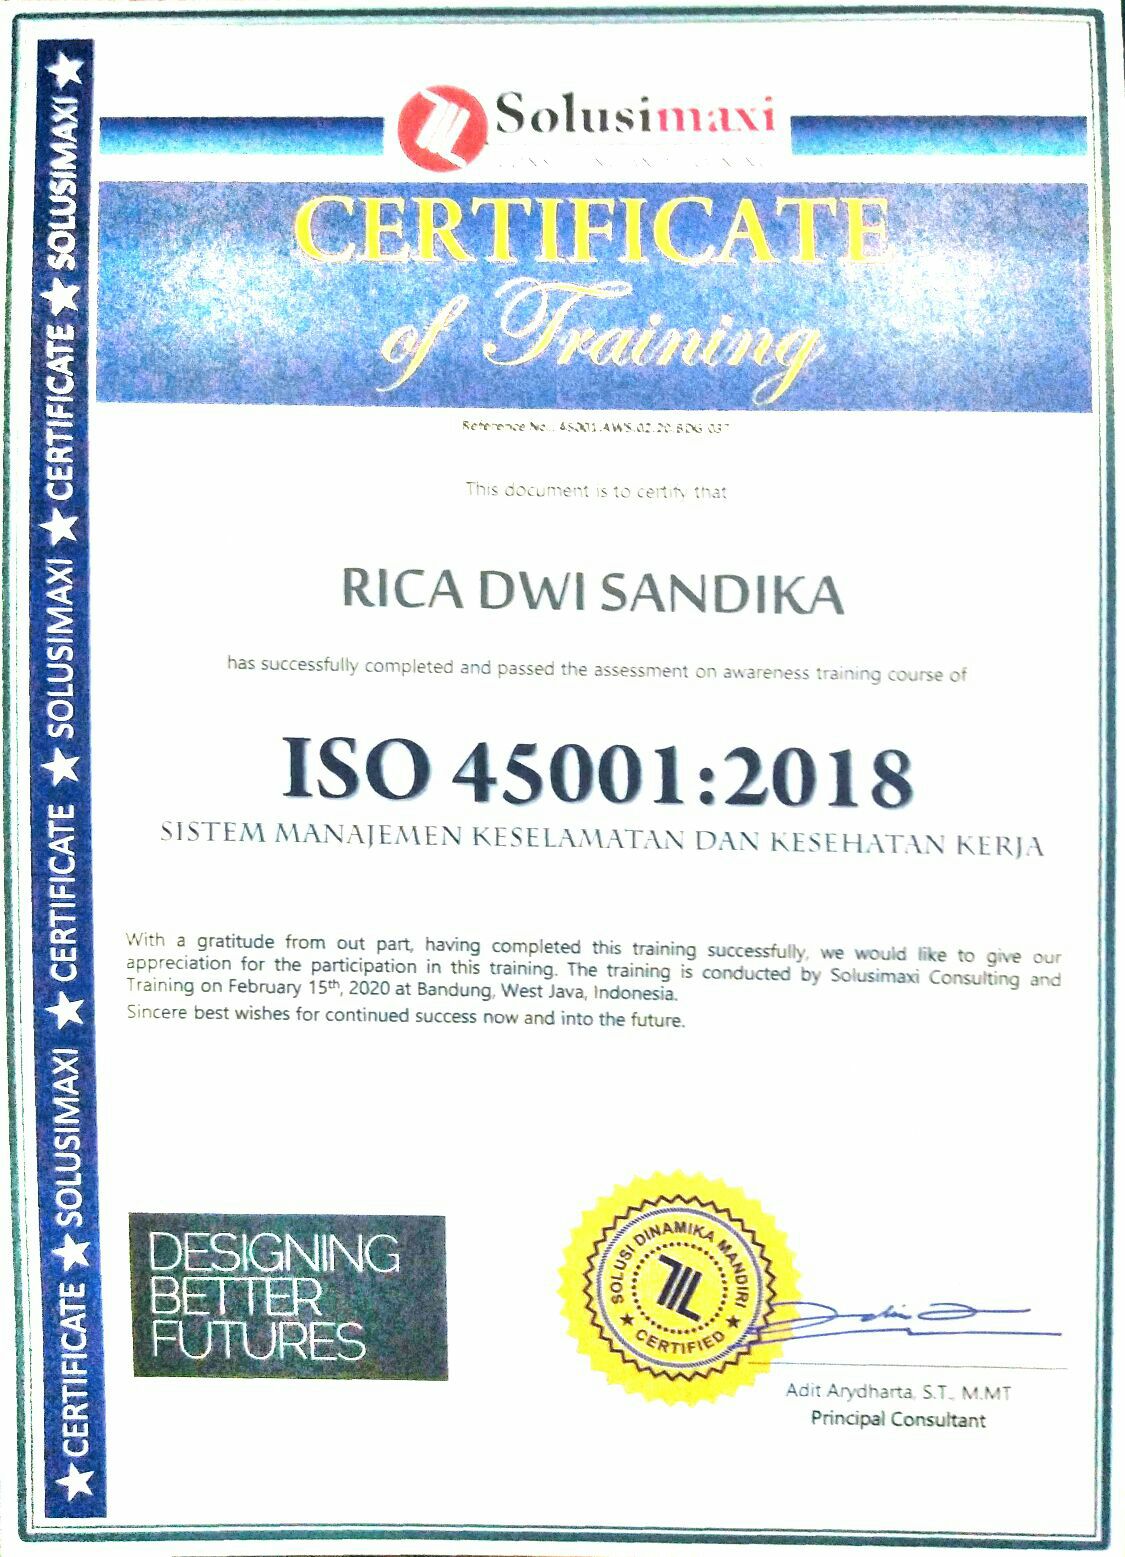 Solusimaxi
CERTIFICATE
of Training
Reference No.: 45001.AWS.02.20.BDG.037
This document is to certify that
RICA DWI SANDIKA
has successfully completed and passed the assessment on awareness training course of
ISO 45001:2018
SISTEM MANAJEMEN KESELAMATAN DAN KESEHATAN KERJA
With a gratitude from out part, having completed this training successfully, we would like to give our
appreciation for the participation in this training. The training is conducted by Solusimaxi Consulting and
Training on February 15th, 2020 at Bandung, West Java, Indonesia.
Sincere best wishes for continued success now and into the future.
DESIGNING
BETTER
FUTURES
SOLUSI DINAMIKA MANDIRI
★ CERTIFIED ★
Adit Arydharta, S.T., M.MT
Principal Consultant
★ CERTIFICATE ★ SOLUSIMAXI ★ CERTIFICATE ★ SOLUSIMAXI ★ CERTIFICATE ★ SOLUSIMAXI ★